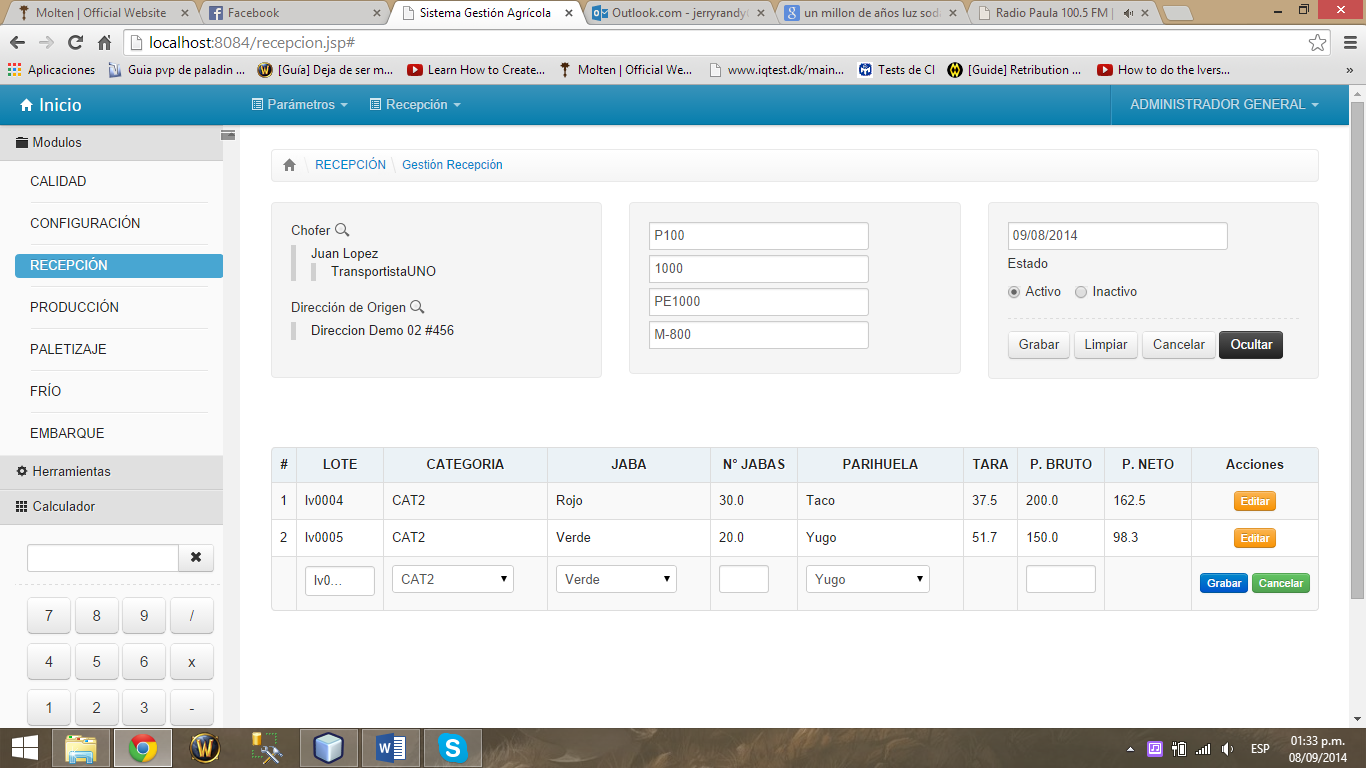 Molten | Official Website
Facebook
Sistema Gestión Agrícola
Outlook.com - jerryrandy
un millon de años luz sod
Radio Paula 100.5 FM |
localhost:8084/recepcion.jsp#
Aplicaciones
Guia pvp de paladin ...
[Guía] Deja de ser m...
Learn How to Create...
Molten | Official We...
www.iqtest.dk/main...
Tests de CI
[Guide] Retribution ...
How to do the Ivers...
»
Inicio
Parámetros
Recepción
ADMINISTRADOR GENERAL
Modulos
CALIDAD
CONFIGURACIÓN
RECEPCIÓN
PRODUCCIÓN
PALETIZAJE
FRÍO
EMBARQUE
Herramientas
Calculador
7 8 9 /
4 5 6 x
1 2 3 -
RECEPCIÓN
Gestión Recepción
Chofer
Juan Lopez
TransportistaUNO
Dirección de Origen
Direccion Demo 02 #456
P100
1000
PE1000
M-800
09/08/2014
Estado
Activo Inactivo
Grabar Limpiar Cancelar Ocultar
# LOTE CATEGORIA JABA N° JABAS PARIHUELA TARA P. BRUTO P. NETO Acciones
1 lv0004 CAT2 Rojo 30.0 Taco 37.5 200.0 162.5 Editar
2 lv0005 CAT2 Verde 20.0 Yugo 51.7 150.0 98.3 Editar
lv0... CAT2 Verde Yugo Grabar Cancelar
ESP
01:33 p.m.
08/09/2014